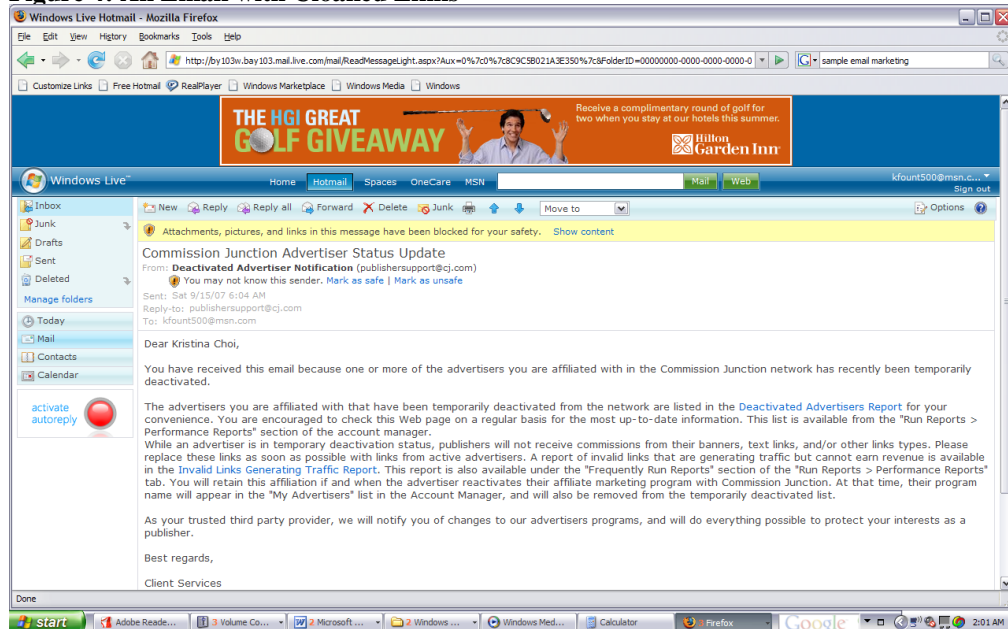 Figure 4. An Email with Cloaked Links
Windows Live Hotmail - Mozilla Firefox
File Edit View History Bookmarks Tools Help
http://by103w.bay103.mail.live.com/mail/ReadMessageLight.aspx?Aux=0%7c0%7c8C9C5B021A3E350%7c&FolderID=00000000-0000-0000-0000-0
sample email marketing
Customize Links Free Hotmail RealPlayer Windows Marketplace Windows Media Windows
THE HGI GREAT
GOLF GIVEAWAY
Receive a complimentary round of golf for
two when you stay at our hotels this summer.
Hilton
Garden Inn
Windows Live™ Home Hotmail Spaces OneCare MSN Mail Web kfount500@msn.c...
Sign out
Inbox
Junk
Drafts
Sent
Deleted
Manage folders
Today
Mail
Contacts
Calendar
activate
autoreply
New Reply Reply all Forward Delete Junk Move to Options
Attachments, pictures, and links in this message have been blocked for your safety. Show content
Commission Junction Advertiser Status Update
From: Deactivated Advertiser Notification (publishersupport@cj.com)
You may not know this sender. Mark as safe | Mark as unsafe
Sent: Sat 9/15/07 6:04 AM
Reply-to: publishersupport@cj.com
To: kfount500@msn.com
Dear Kristina Choi,
You have received this email because one or more of the advertisers you are affiliated with in the Commission Junction network has recently been temporarily
deactivated.
The advertisers you are affiliated with that have been temporarily deactivated from the network are listed in the Deactivated Advertisers Report for your
convenience. You are encouraged to check this Web page on a regular basis for the most up-to-date information. This list is available from the "Run Reports >
Performance Reports" section of the account manager.
While an advertiser is in temporary deactivation status, publishers will not receive commissions from their banners, text links, and/or other links types. Please
replace these links as soon as possible with links from active advertisers. A report of invalid links that are generating traffic but cannot earn revenue is available
in the Invalid Links Generating Traffic Report. This report is also available under the "Frequently Run Reports" section of the "Run Reports > Performance Reports"
tab. You will retain this affiliation if and when the advertiser reactivates their affiliate marketing program with Commission Junction. At that time, their program
name will appear in the "My Advertisers" list in the Account Manager, and will also be removed from the temporarily deactivated list.
As your trusted third party provider, we will notify you of changes to our advertisers programs, and will do everything possible to protect your interests as a
publisher.
Best regards,
Client Services
Done
start Adobe Reade... 3 Volume Co... 2 Microsoft ... 2 Windows ... Windows Med... Calculator 3 Firefox Google 2:01 AM